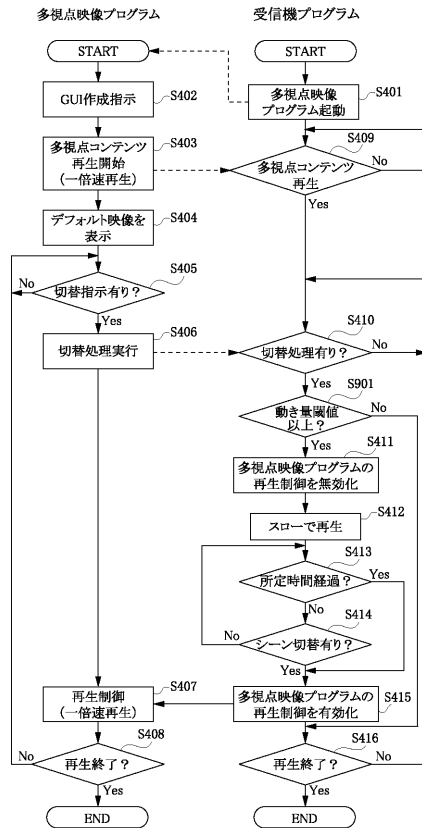 多視点映像プログラム
START
GUI作成指示
S402
多視点コンテンツ
再生開始
(一倍速再生)
S403
デフォルト映像を
表示
S404
切替指示有り？
S405
No
Yes
切替処理実行
S406
再生制御
(一倍速再生)
S407
再生終了？
S408
No
Yes
END
受信機プログラム
START
多視点映像
プログラム起動
S401
多視点コンテンツ
再生
S409
No
Yes
切替処理有り？
S410
No
Yes
動き量閾値
以上？
S901
No
Yes
多視点映像プログラムの
再生制御を無効化
S411
スローで再生
S412
所定時間経過？
S413
Yes
No
シーン切替有り？
S414
No
Yes
多視点映像プログラムの
再生制御を有効化
S415
再生終了？
S416
No
Yes
END